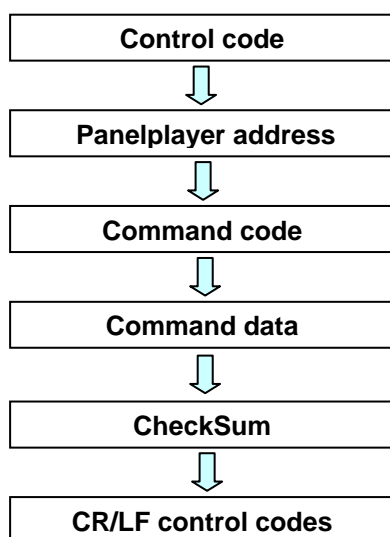 Control code
Panelplayer address
Command code
Command data
CheckSum
CR/LF control codes